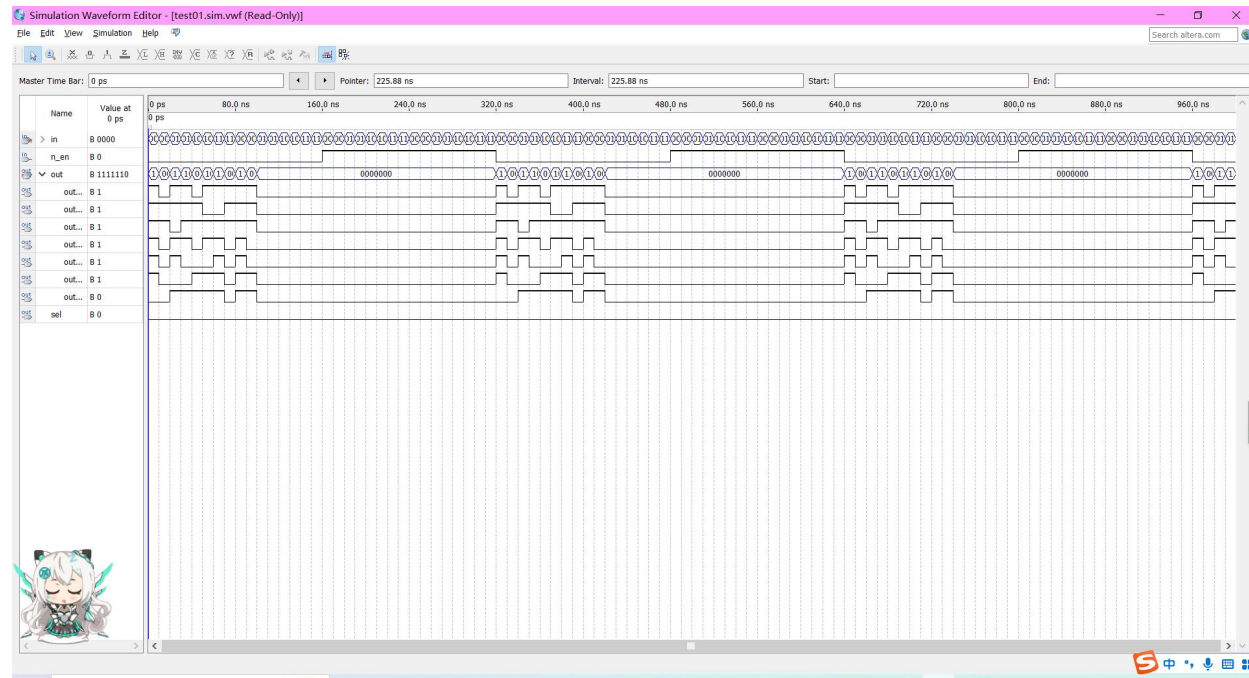 Simulation Waveform Editor - [test01.sim.vwf (Read-Only)]
File Edit View Simulation Help
Search altera.com
Master Time Bar: 0 ps Pointer: 225.88 ns Interval: 225.88 ns Start: End:
Name Value at 0 ps
0 ps 80.0 ns 160.0 ns 240.0 ns 320.0 ns 400.0 ns 480.0 ns 560.0 ns 640.0 ns 720.0 ns 800.0 ns 880.0 ns 960.0 ns
0 ps
in B 0000
n_en B 0
out B 1111110 0000000 0000000 0000000
out... B 1
out... B 1
out... B 1
out... B 1
out... B 1
out... B 1
out... B 0
sel B 0
中